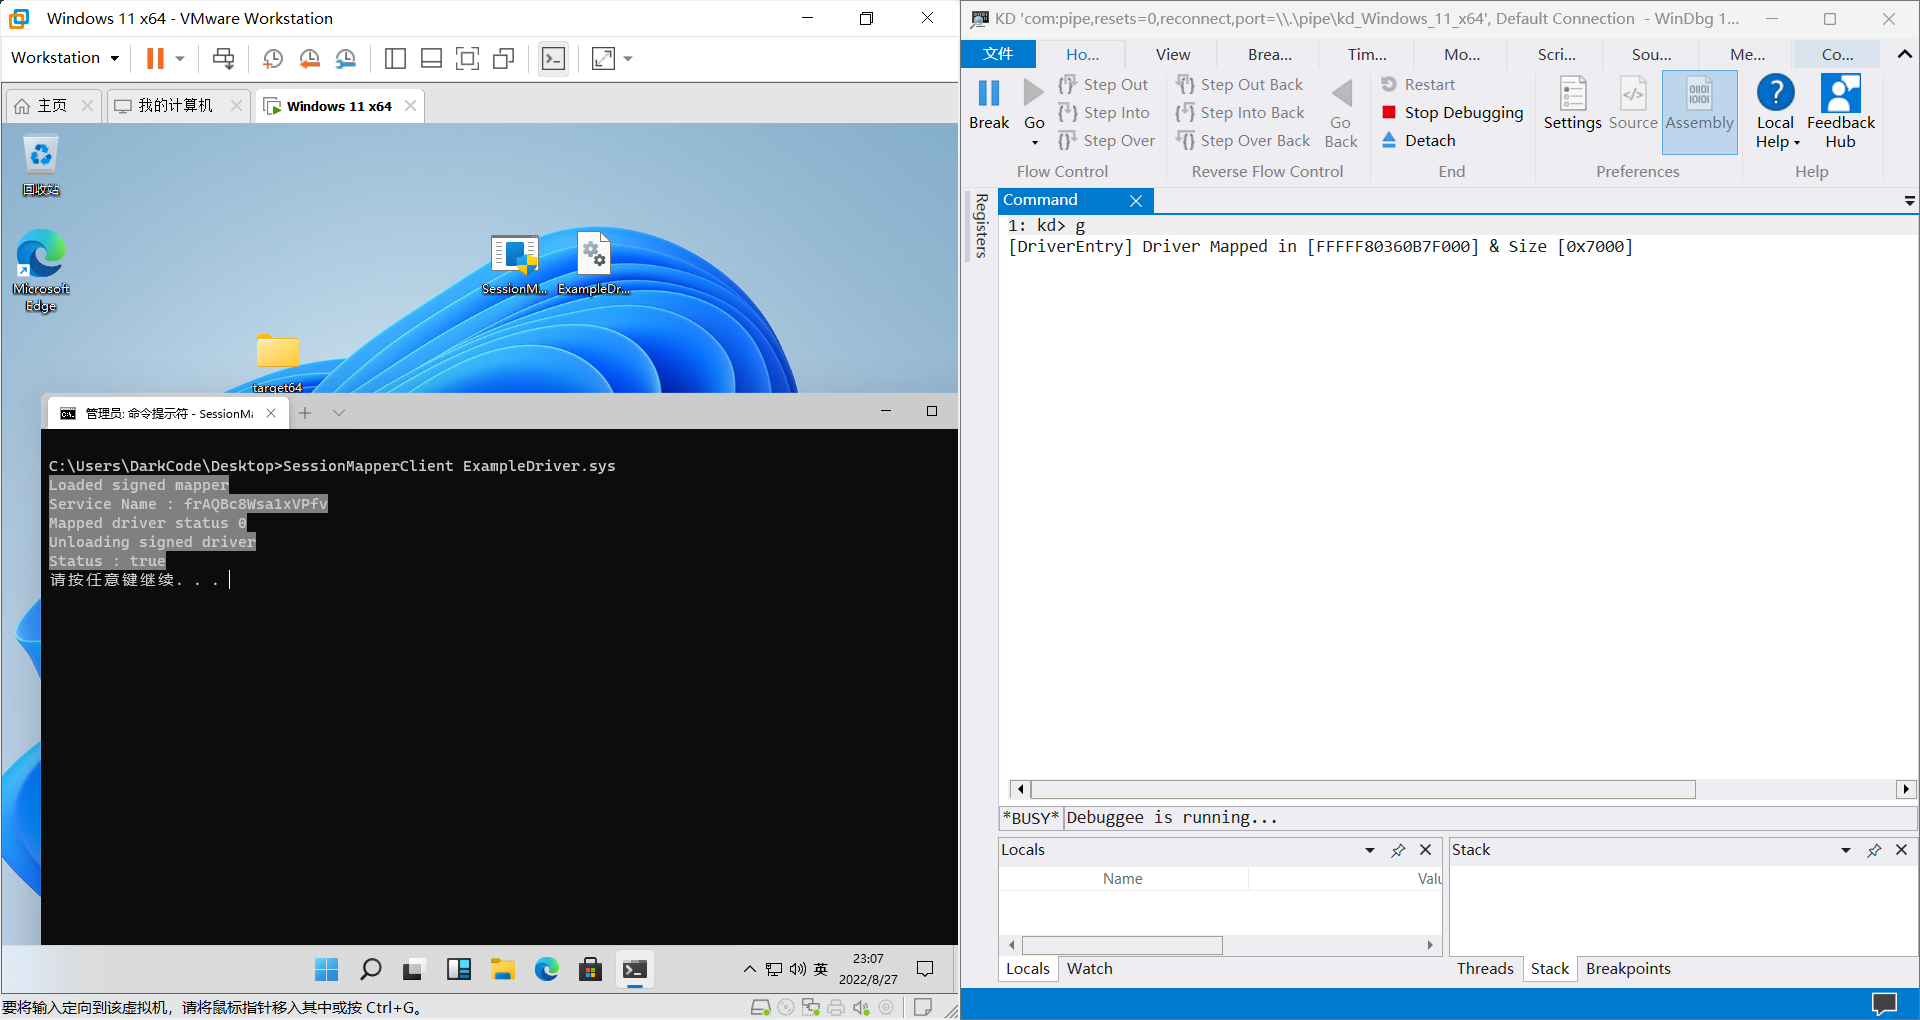 Windows 11 x64 - VMware Workstation
Workstation
主页
我的计算机
Windows 11 x64
回收站
Microsoft
Edge
SessionM...
ExampleDr...
target64
管理员: 命令提示符 - SessionMa
C:\Users\DarkCode\Desktop>SessionMapperClient ExampleDriver.sys
Loaded signed mapper
Service Name : frAQBc8Wsa1xVPfv
Mapped driver status 0
Unloading signed driver
Status : true
请按任意键继续. . .
英
23:07
2022/8/27
要将输入定向到该虚拟机，请将鼠标指针移入其中或按 Ctrl+G。
KD 'com:pipe,resets=0,reconnect,port=\\.\pipe\kd_Windows_11_x64', Default Connection - WinDbg 1...
文件
Ho...
View
Brea...
Tim...
Mo...
Scri...
Sou...
Me...
Co...
Break
Go
Step Out
Step Into
Step Over
Flow Control
Step Out Back
Step Into Back
Step Over Back
Go
Back
Reverse Flow Control
Restart
Stop Debugging
Detach
End
Settings
Source
Assembly
Preferences
Local
Help
Feedback
Hub
Help
Registers
Command
1: kd> g
[DriverEntry] Driver Mapped in [FFFFF80360B7F000] & Size [0x7000]
*BUSY*
Debuggee is running...
Locals
Name
Valu
Locals
Watch
Stack
Threads
Stack
Breakpoints